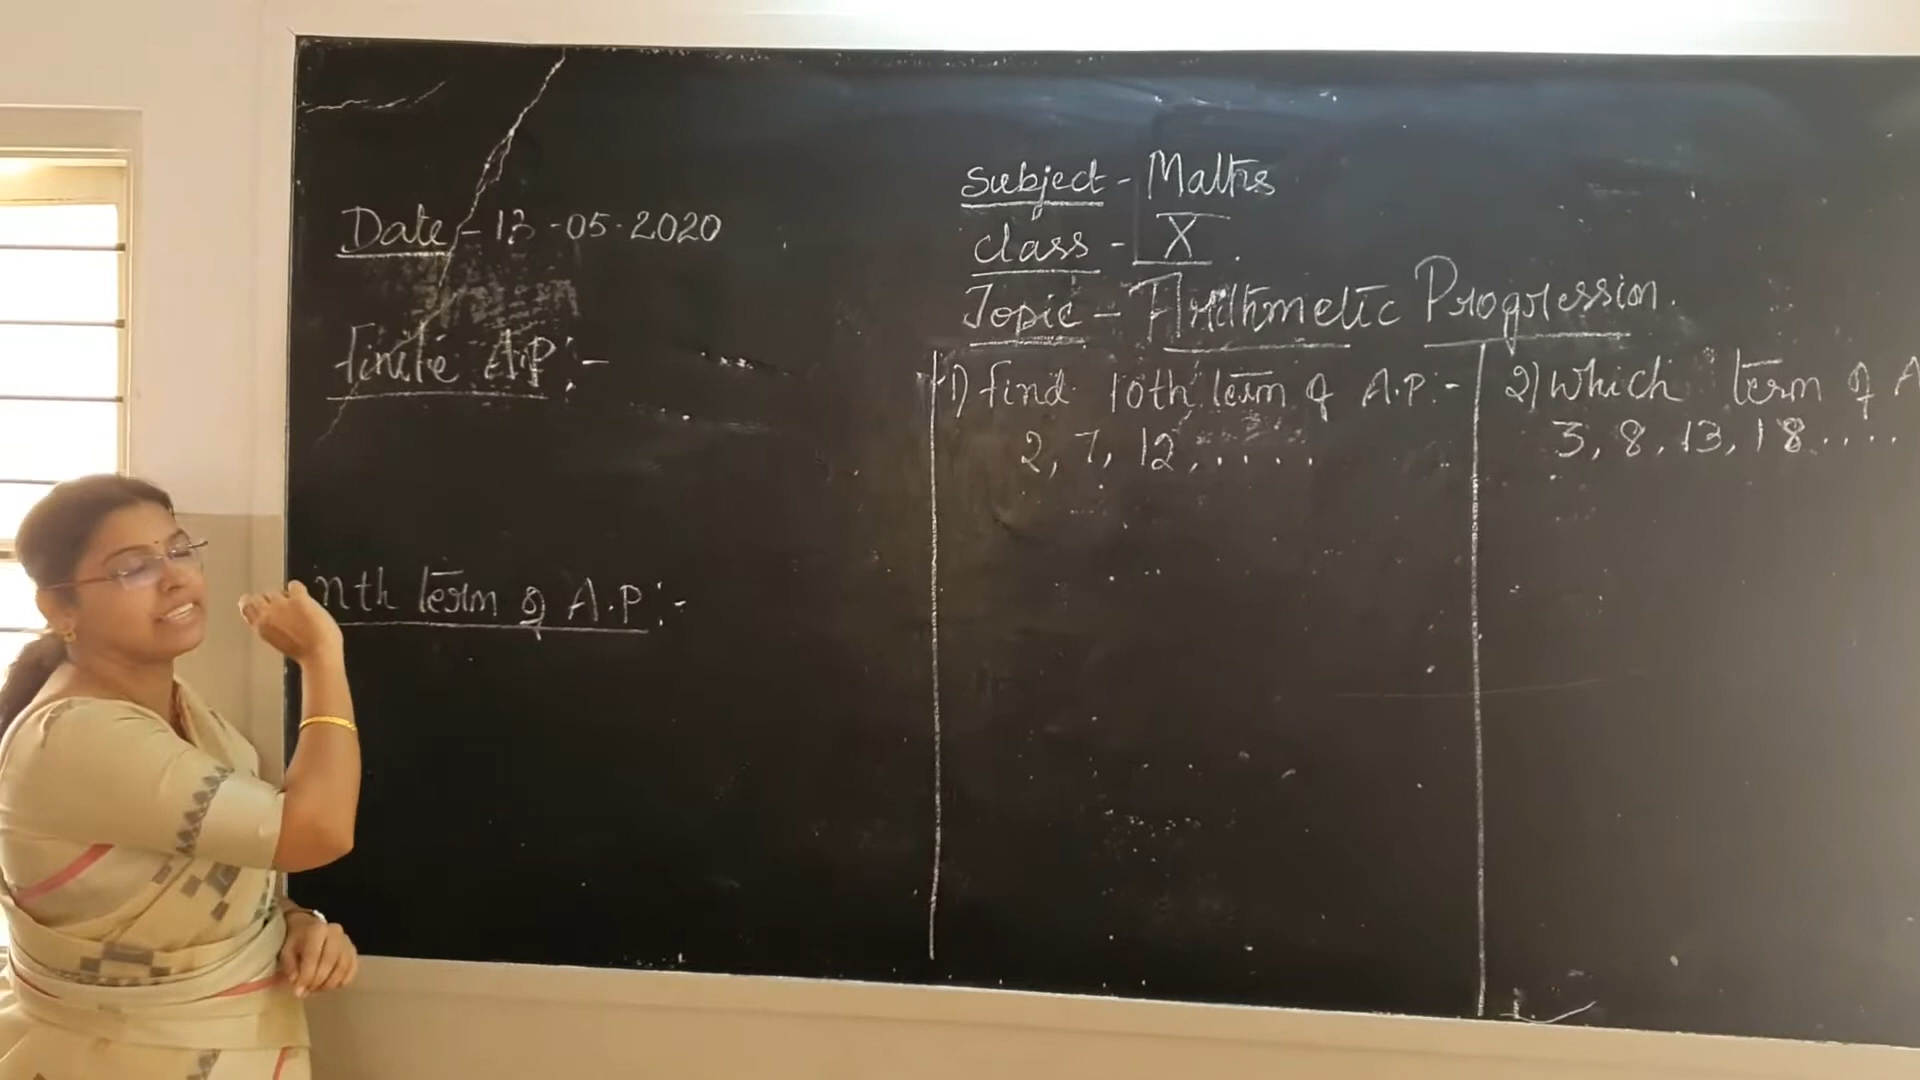 Subject - Maths
Class - X.
Topic - Arithmetic Progression.
Date - 13-05-2020
Finite A.P:-
nth term of A.P:-
1) Find 10th term of A.P:-
2, 7, 12, ....
2) Which term of A
3, 8, 13, 18....